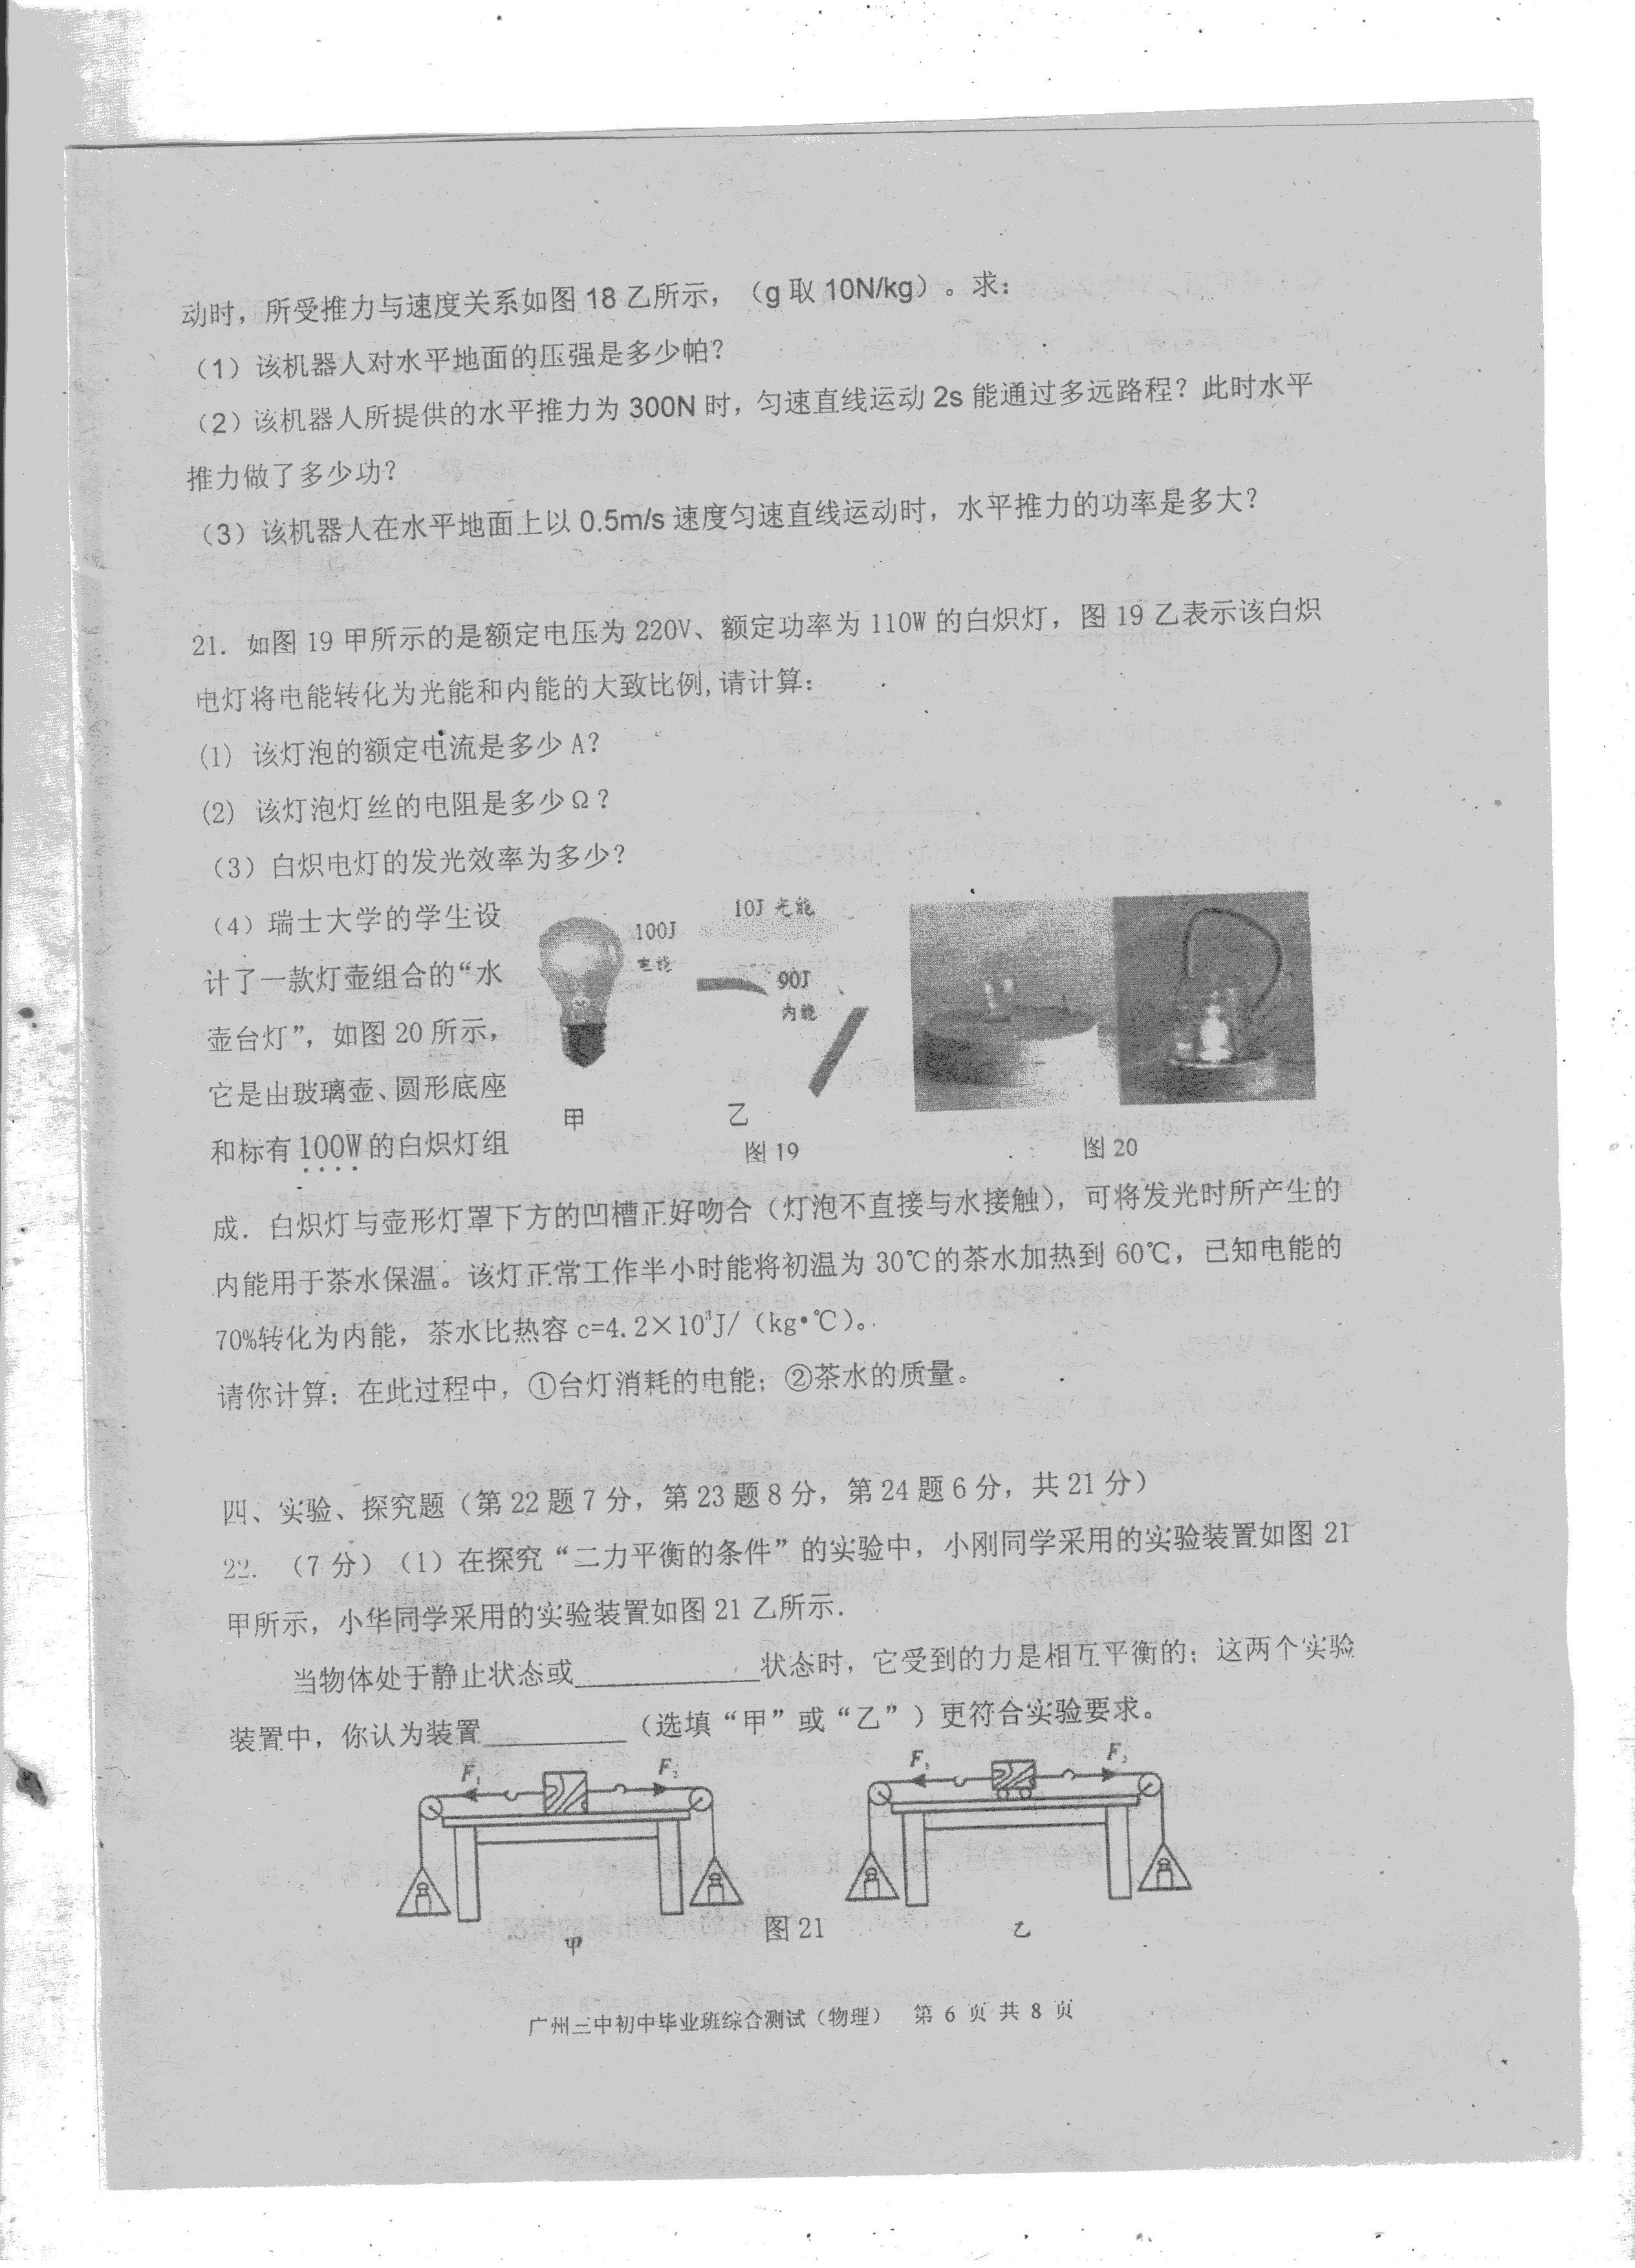 动时，所受推力与速度关系如图 18 乙所示，（g 取 10N/kg）。求：
（1）该机器人对水平地面的压强是多少帕？
（2）该机器人所提供的水平推力为 300N 时，匀速直线运动 2s 能通过多远路程？此时水平
推力做了多少功？
（3）该机器人在水平地面上以 0.5m/s 速度匀速直线运动时，水平推力的功率是多大？
21．如图 19 甲所示的是额定电压为 220V、额定功率为 110W 的白炽灯，图 19 乙表示该白炽
电灯将电能转化为光能和内能的大致比例,请计算：
(1) 该灯泡的额定电流是多少 A？
(2) 该灯泡灯丝的电阻是多少 Ω？
（3）白炽电灯的发光效率为多少？
（4）瑞士大学的学生设
计了一款灯壶组合的“水
壶台灯”，如图 20 所示，
它是由玻璃壶、圆形底座
和标有 100W 的白炽灯组
100J
电能
10J 光能
90J
内能
甲
乙
图 19
图 20
成．白炽灯与壶形灯罩下方的凹槽正好吻合（灯泡不直接与水接触），可将发光时所产生的
内能用于茶水保温。该灯正常工作半小时能将初温为 30℃的茶水加热到 60℃，已知电能的
70%转化为内能，茶水比热容 c=4.2×10³J/（kg•℃）。
请你计算：在此过程中，①台灯消耗的电能；②茶水的质量。
四、实验、探究题（第 22 题 7 分，第 23 题 8 分，第 24 题 6 分，共 21 分）
22. （7 分）（1）在探究“二力平衡的条件”的实验中，小刚同学采用的实验装置如图 21
甲所示，小华同学采用的实验装置如图 21 乙所示．
当物体处于静止状态或____________状态时，它受到的力是相互平衡的；这两个实验
装置中，你认为装置_________（选填“甲”或“乙”）更符合实验要求。
F₁
F₂
F₁
F₂
甲
图 21
乙
广州三中初中毕业班综合测试（物理） 第 6 页 共 8 页